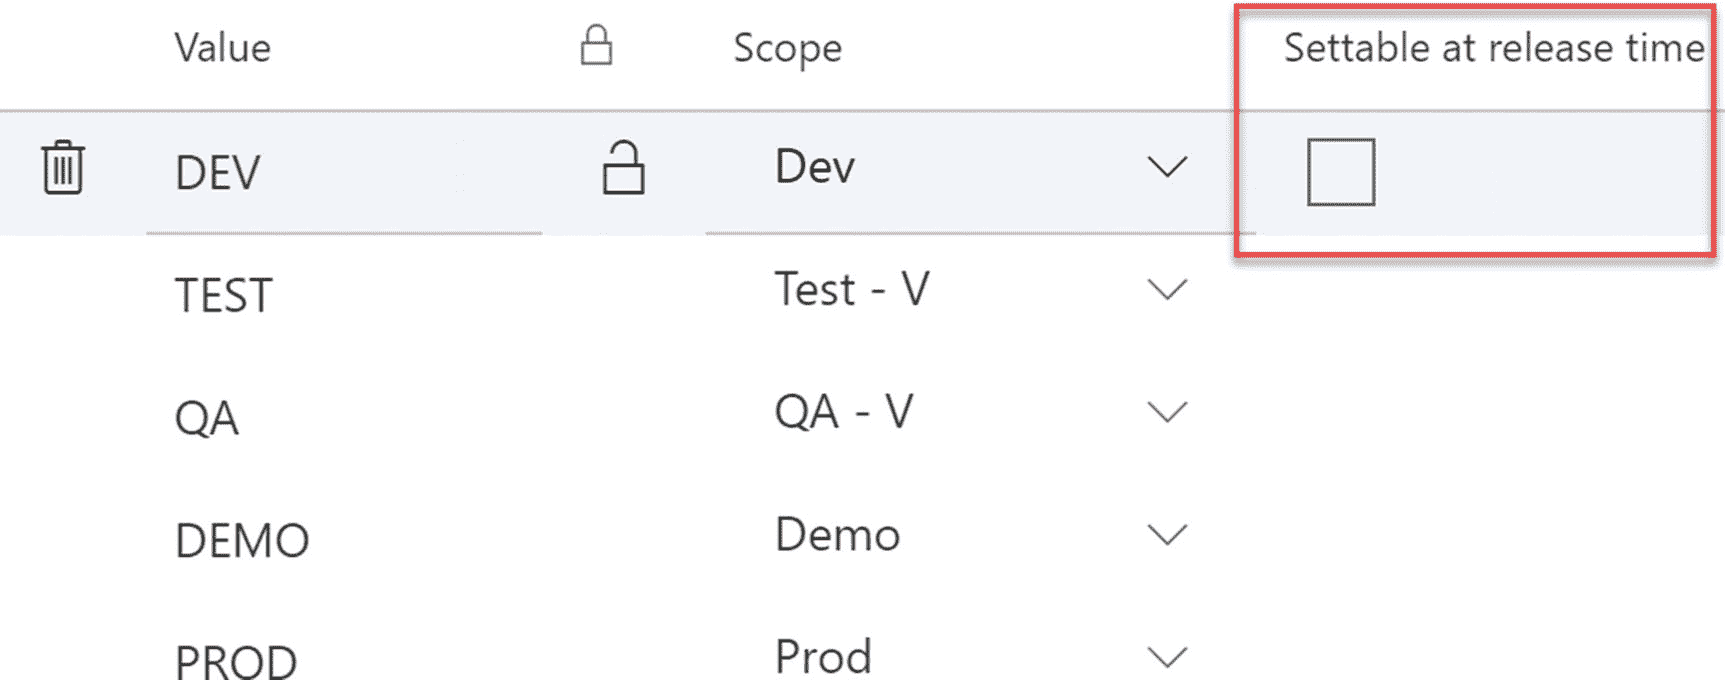 Value Scope Settable at release time
DEV Dev
TEST Test - V
QA QA - V
DEMO Demo
PROD Prod